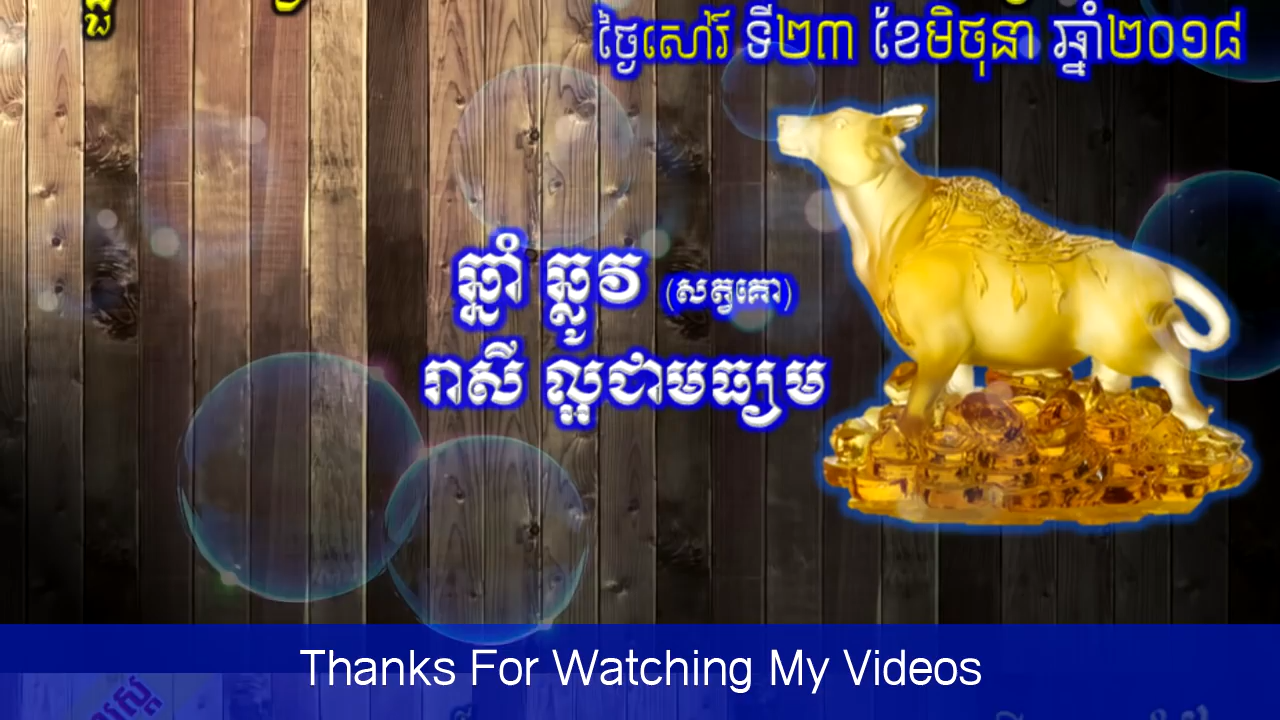 ថ្ងៃសៅរ៍ ទី២៣ ខែមិថុនា ឆ្នាំ២០១៨
ឆ្នាំ ឆ្លូវ (សត្វគោ)
រាសី ល្អជាមធ្យម
Thanks For Watching My Videos